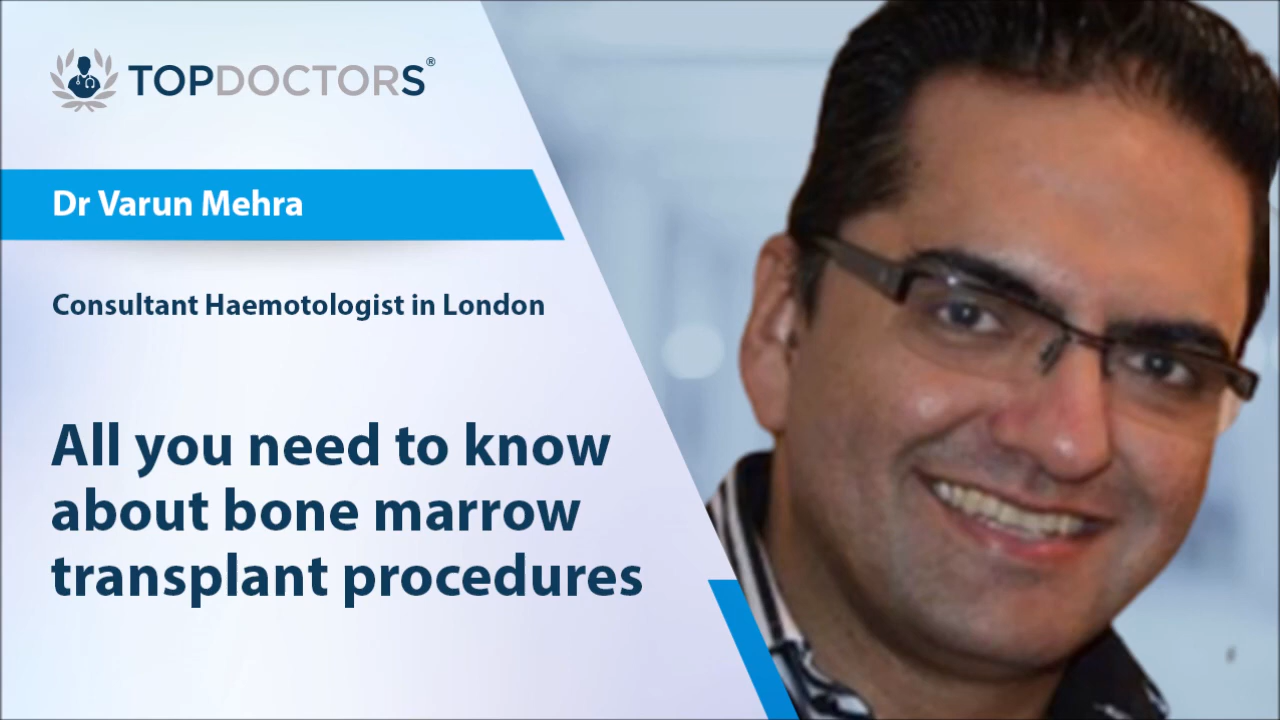 TOPDOCTORS®
Dr Varun Mehra
Consultant Haemotologist in London
All you need to know
about bone marrow
transplant procedures